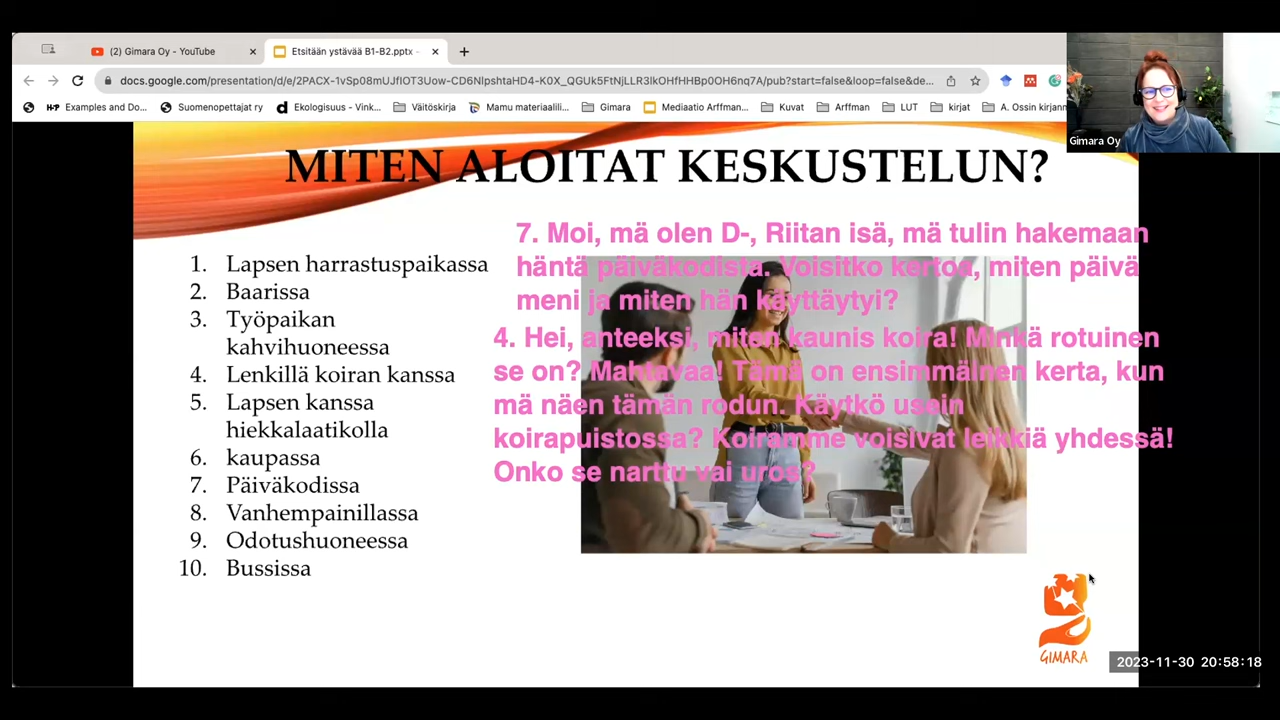 (2) Gimara Oy - YouTube
Etsitään ystävää B1-B2.pptx -
docs.google.com/presentation/d/e/2PACX-1vSp08mUJfIOT3Uow-CD6NlpshtaHD4-K0X_QGUk5FtNjLLR3lkOHfHHBp0OH6nq7A/pub?start=false&loop=false&de...
Examples and Do...
Suomenopettajat ry
Ekologisuus - Vink...
Väitöskirja
Mamu materiaalil...
Gimara
Mediaatio Arffman...
Kuvat
Arffman
LUT
kirjat
A. Ossin kirjanm
Gimara Oy
MITEN ALOITAT KESKUSTELUN?
1. Lapsen harrastuspaikassa
2. Baarissa
3. Työpaikan
kahvihuoneessa
4. Lenkillä koiran kanssa
5. Lapsen kanssa
hiekkalaatikolla
6. kaupassa
7. Päiväkodissa
8. Vanhempainillassa
9. Odotushuoneessa
10. Bussissa
7. Moi, mä olen D-, Riitan isä, mä tulin hakemaan
häntä päiväkodista. Voisitko kertoa, miten päivä
meni ja miten hän käyttäytyi?
4. Hei, anteeksi, miten kaunis koira! Minkä rotuinen
se on? Mahtavaa! Tämä on ensimmäinen kerta, kun
mä näen tämän rodun. Käytkö usein
koirapuistossa? Koiramme voisivat leikkiä yhdessä!
Onko se narttu vai uros?
GIMARA
2023-11-30 20:58:18